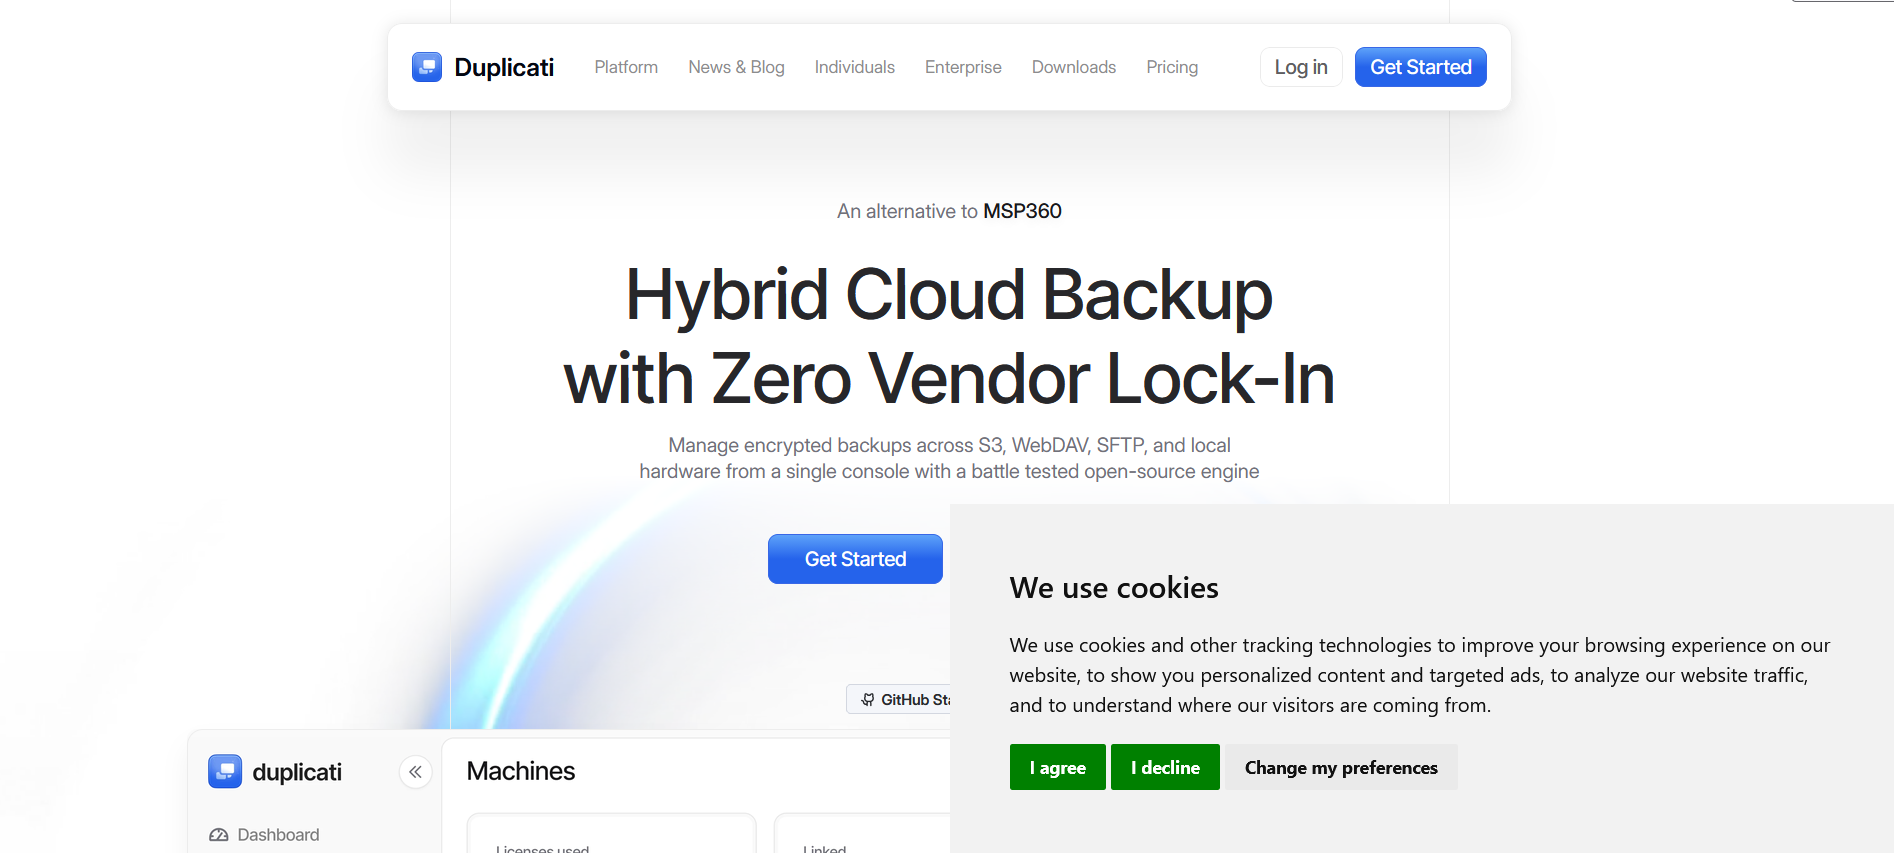 Duplicati
Platform
News & Blog
Individuals
Enterprise
Downloads
Pricing
Log in
Get Started
An alternative to MSP360
Hybrid Cloud Backup
with Zero Vendor Lock-In
Manage encrypted backups across S3, WebDAV, SFTP, and local
hardware from a single console with a battle tested open-source engine
Get Started
GitHub
duplicati
Machines
Dashboard
Licenses used
Linked
We use cookies
We use cookies and other tracking technologies to improve your browsing experience on our
website, to show you personalized content and targeted ads, to analyze our website traffic,
and to understand where our visitors are coming from.
I agree
I decline
Change my preferences